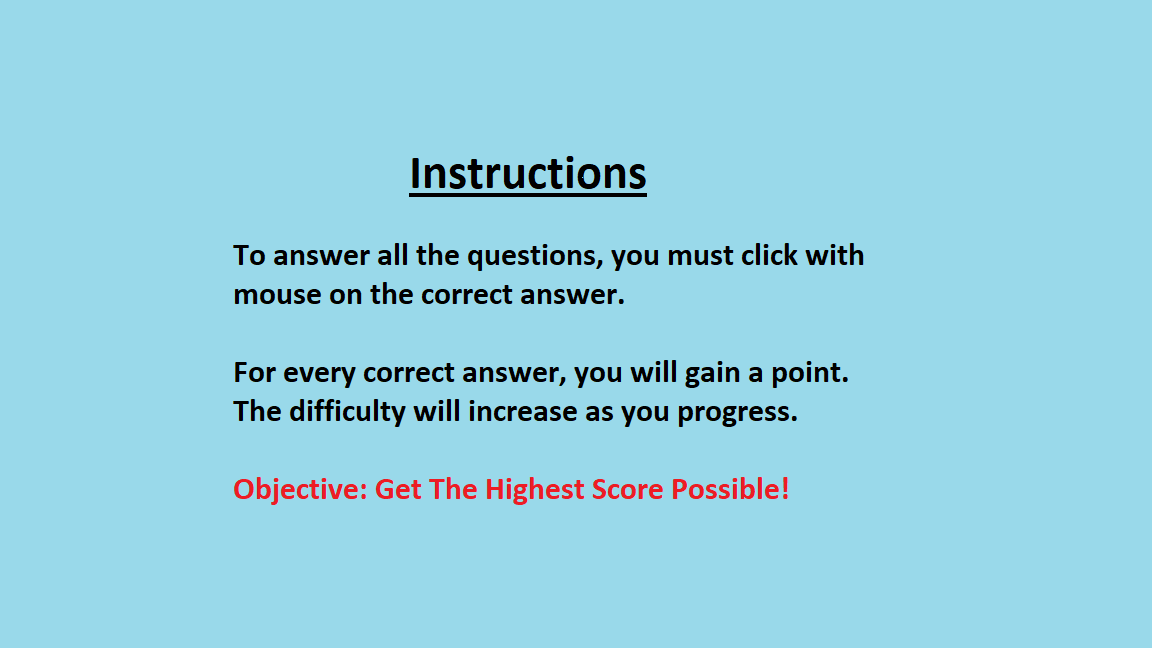 Instructions
To answer all the questions, you must click with
mouse on the correct answer.
For every correct answer, you will gain a point.
The difficulty will increase as you progress.
Objective: Get The Highest Score Possible!